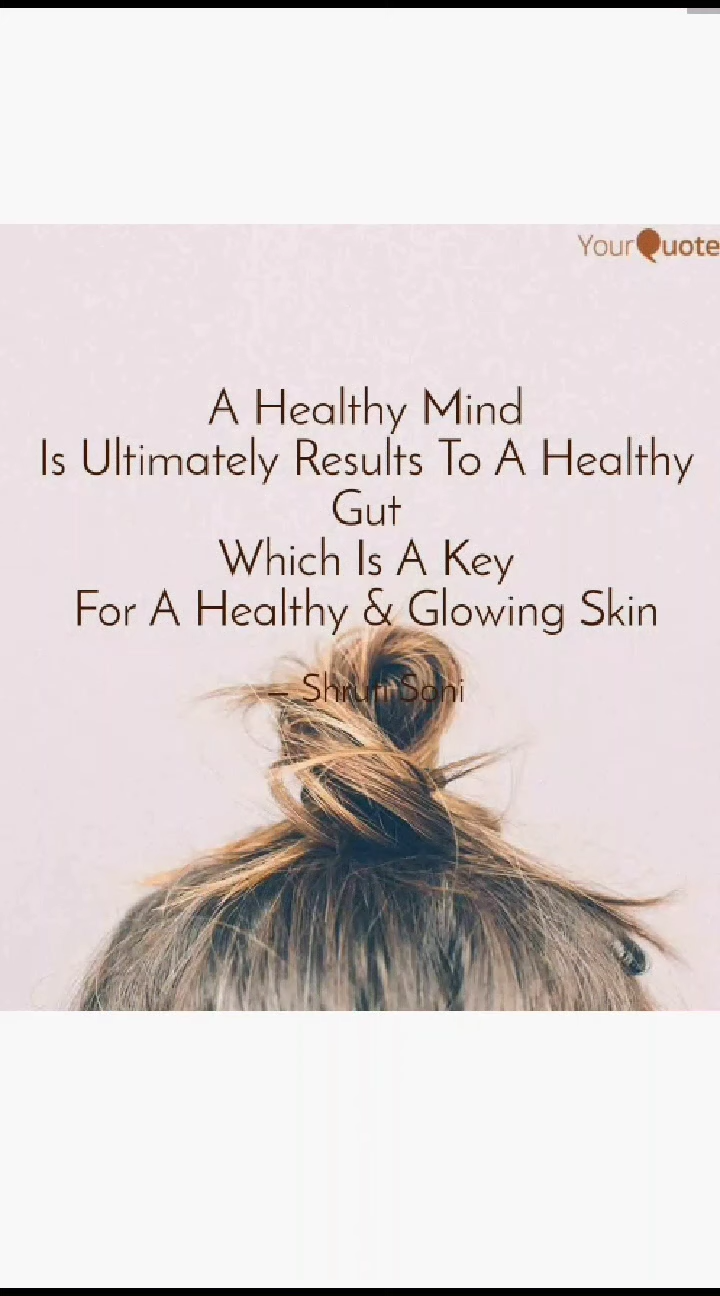 YourQuote
A Healthy Mind
Is Ultimately Results To A Healthy
Gut
Which Is A Key
For A Healthy & Glowing Skin
– Shruti Soni